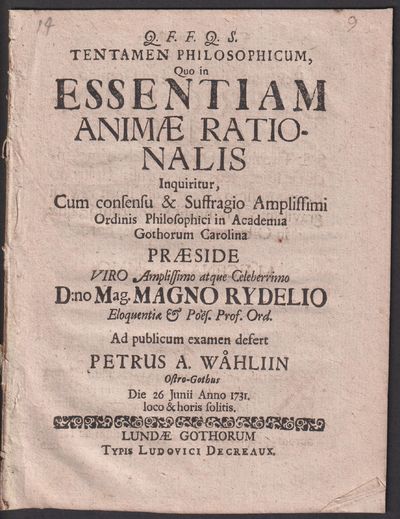 14 9
Q. F. F. Q. S.
TENTAMEN PHILOSOPHICUM,
Quo in
ESSENTIAM
ANIMÆ RATIO-
NALIS
Inquiritur,
Cum consensu & Suffragio Amplissimi
Ordinis Philosophici in Academia
Gothorum Carolina
PRÆSIDE
VIRO Amplissimo atque Celeberrimo
D:no Mag. MAGNO RYDELIO
Eloquentiæ & Poës. Prof. Ord.
Ad publicum examen defert
PETRUS A. WÅHLIIN
Ostro-Gothus
Die 26 Junii Anno 1731.
loco & horis solitis.
LUNDÆ GOTHORUM
TYPIS LUDOVICI DECREAUX.